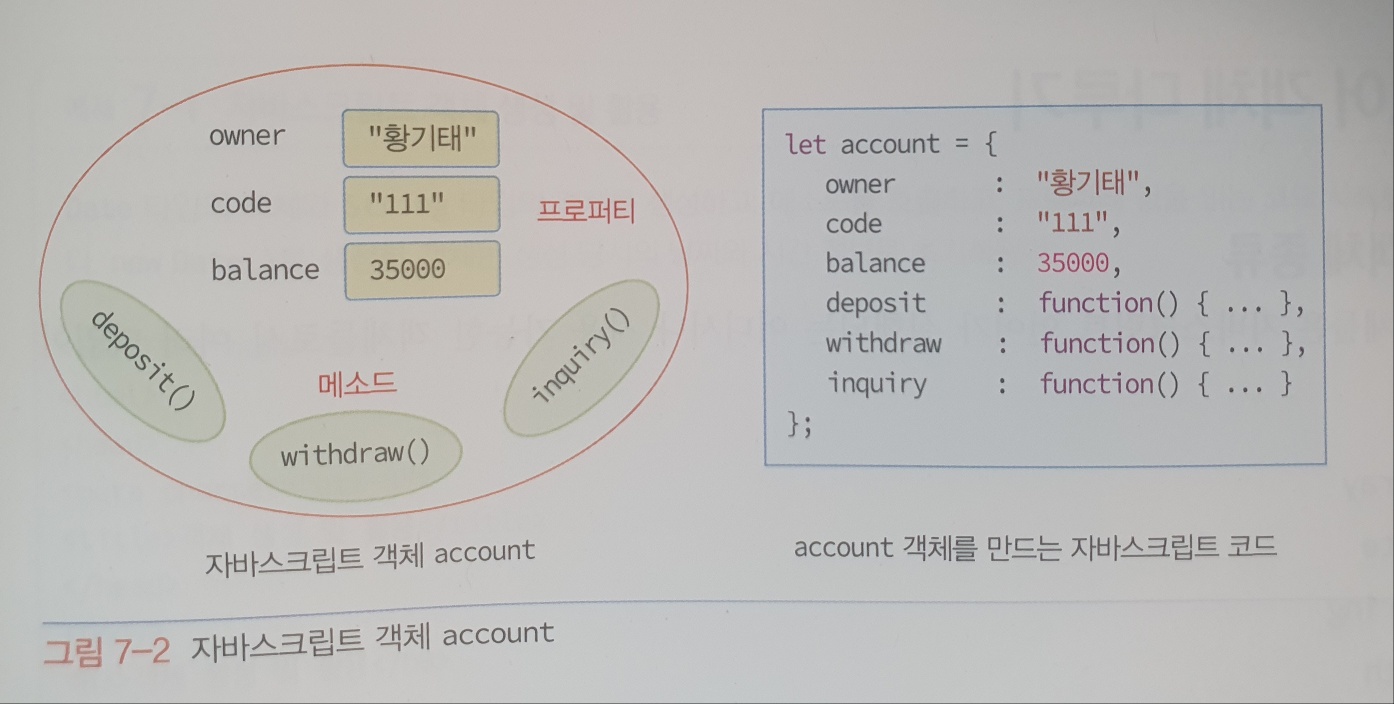 owner "황기태"
code "111"
프로퍼티
balance 35000
deposit()
메소드
inquiry()
withdraw()
자바스크립트 객체 account
let account = {
owner : "황기태",
code : "111",
balance : 35000,
deposit : function() { ... },
withdraw : function() { ... },
inquiry : function() { ... }
};
account 객체를 만드는 자바스크립트 코드
그림 7-2 자바스크립트 객체 account